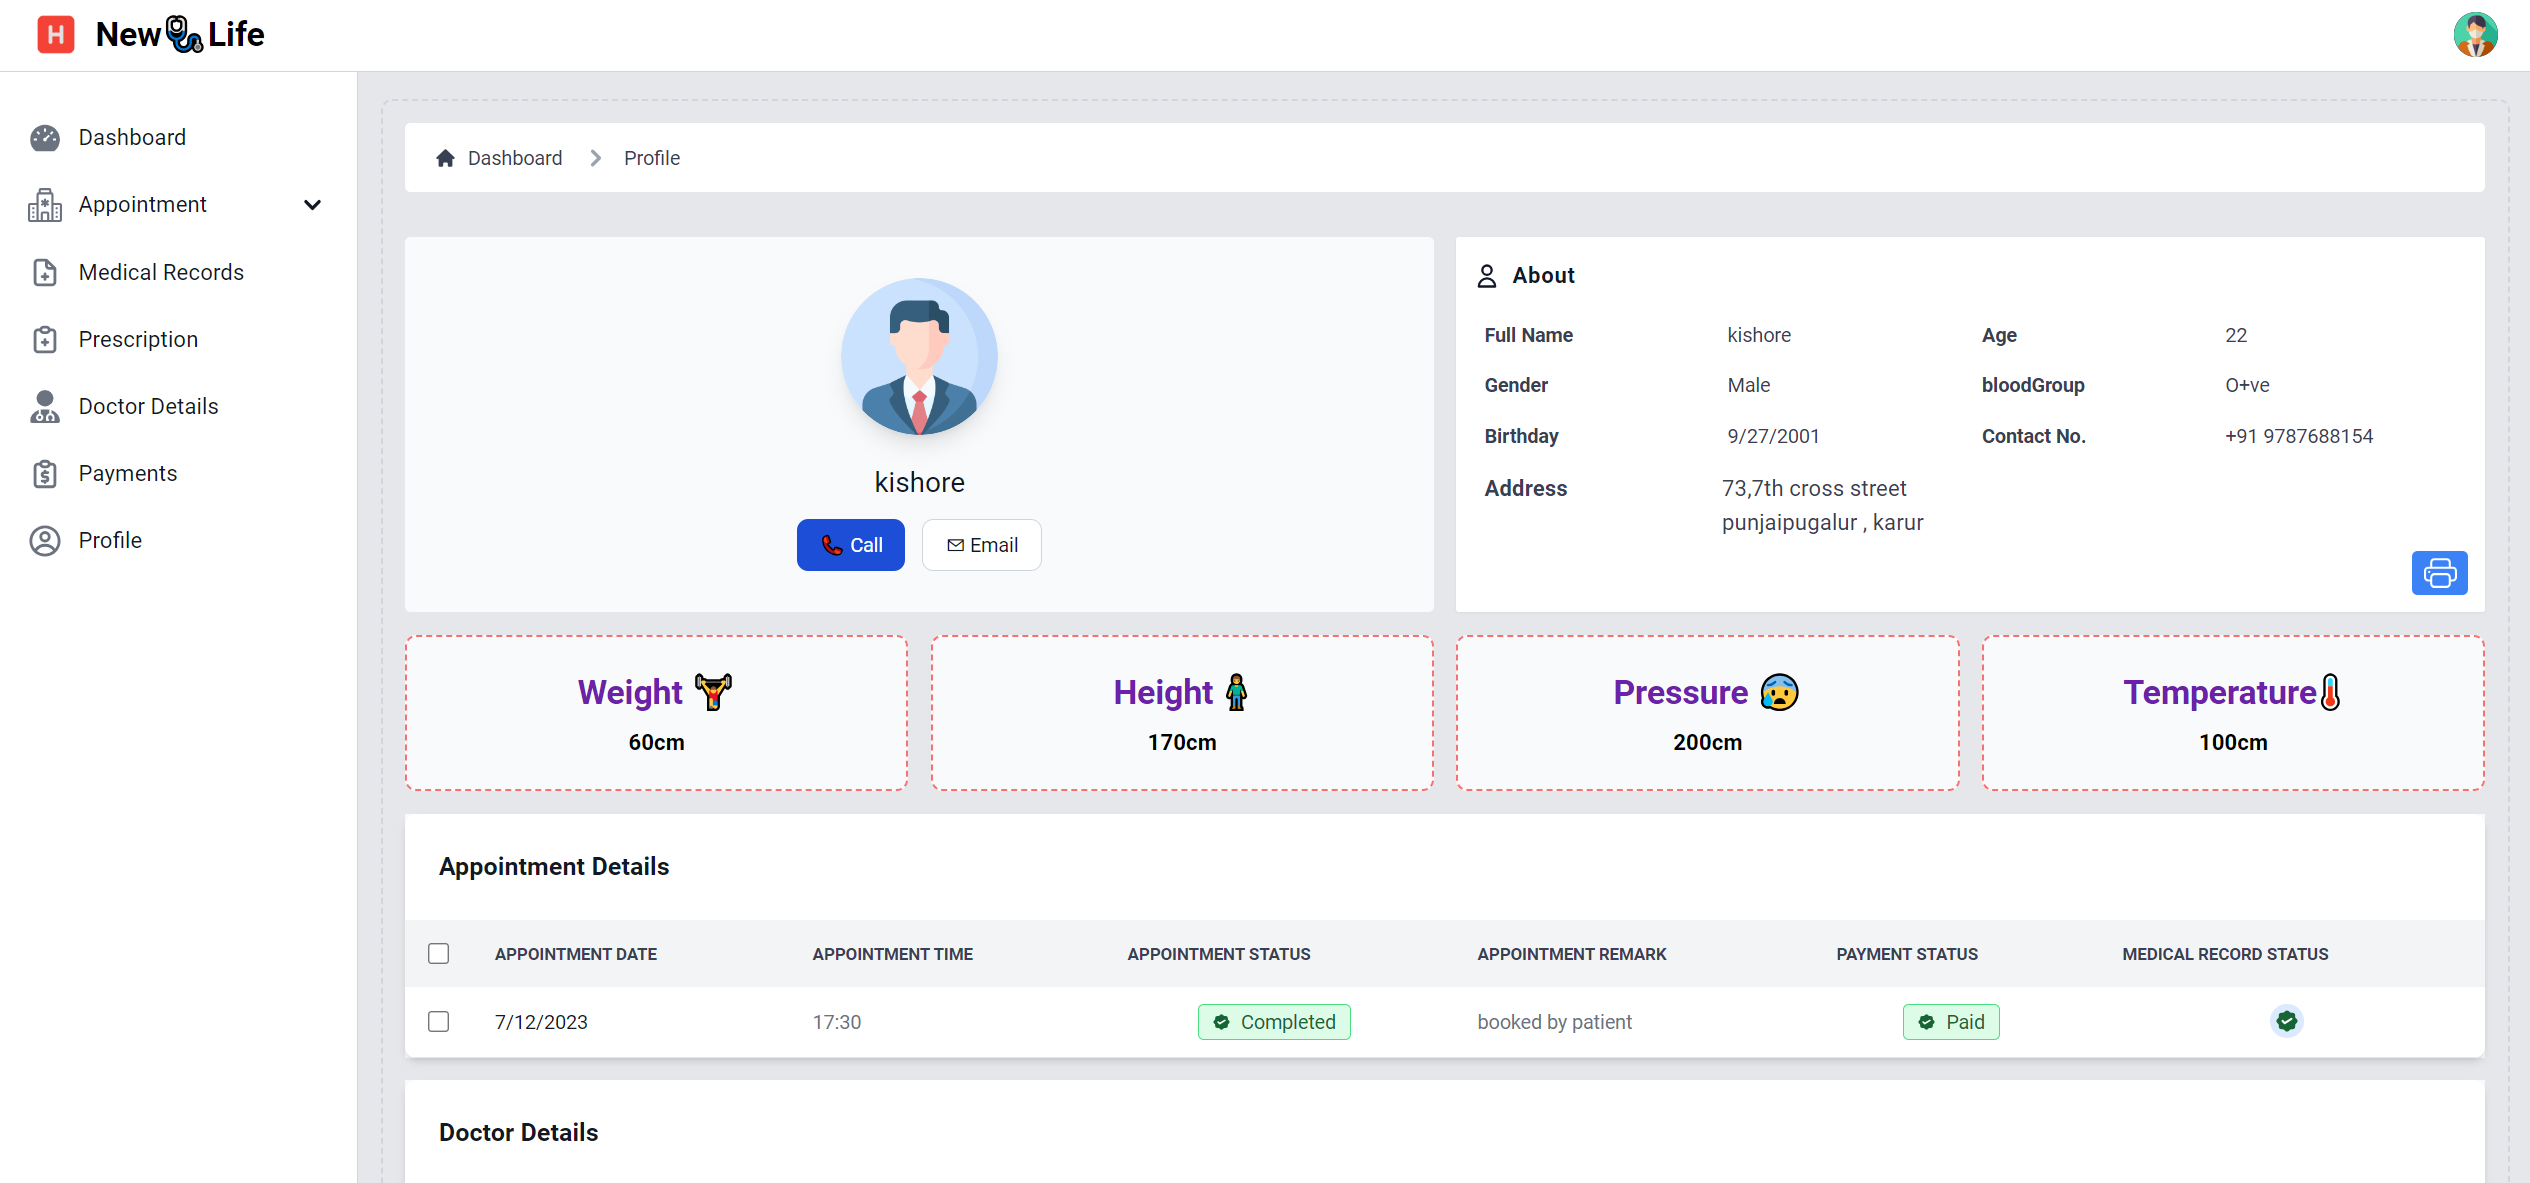 H New Life
Dashboard
Appointment
Medical Records
Prescription
Doctor Details
Payments
Profile
Dashboard Profile
kishore
Call Email
About
Full Name kishore Age 22
Gender Male bloodGroup O+ve
Birthday 9/27/2001 Contact No. +91 9787688154
Address 73,7th cross street
punjaipugalur , karur
Weight
60cm
Height
170cm
Pressure
200cm
Temperature
100cm
Appointment Details
APPOINTMENT DATE APPOINTMENT TIME APPOINTMENT STATUS APPOINTMENT REMARK PAYMENT STATUS MEDICAL RECORD STATUS
7/12/2023 17:30 Completed booked by patient Paid
Doctor Details